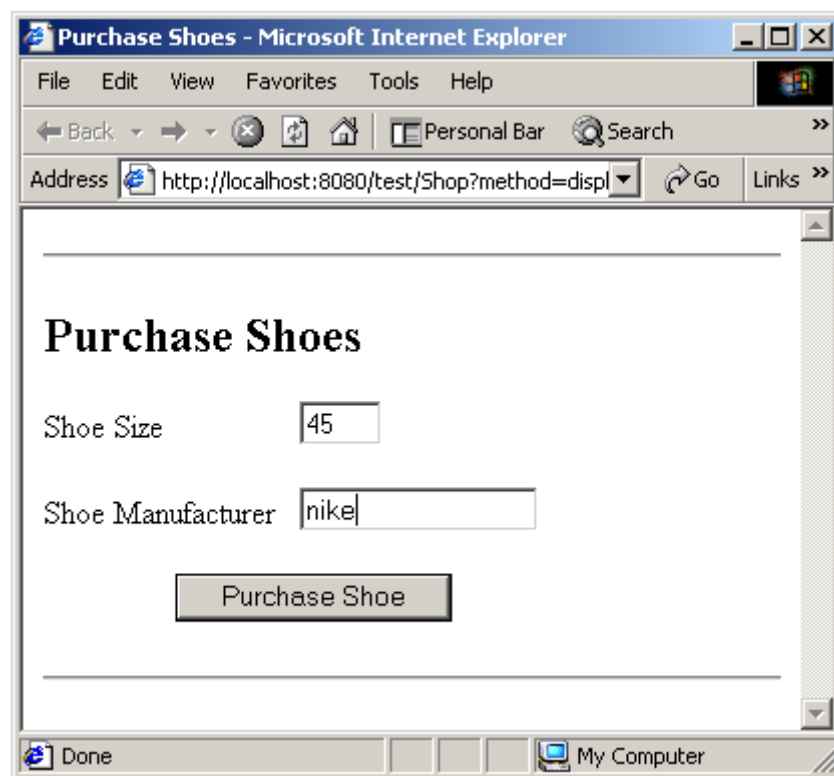 Purchase Shoes - Microsoft Internet Explorer
File Edit View Favorites Tools Help
Back Personal Bar Search »
Address http://localhost:8080/test/Shop?method=displ Go Links »
Purchase Shoes
Shoe Size 45
Shoe Manufacturer nike
Purchase Shoe
Done My Computer